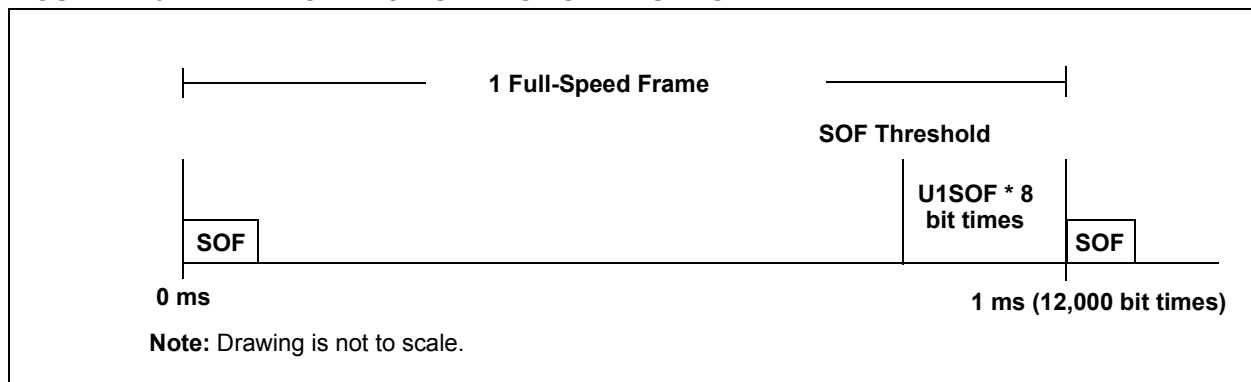 1 Full-Speed Frame
SOF Threshold
U1SOF * 8
bit times
SOF
SOF
0 ms
1 ms (12,000 bit times)
Note: Drawing is not to scale.